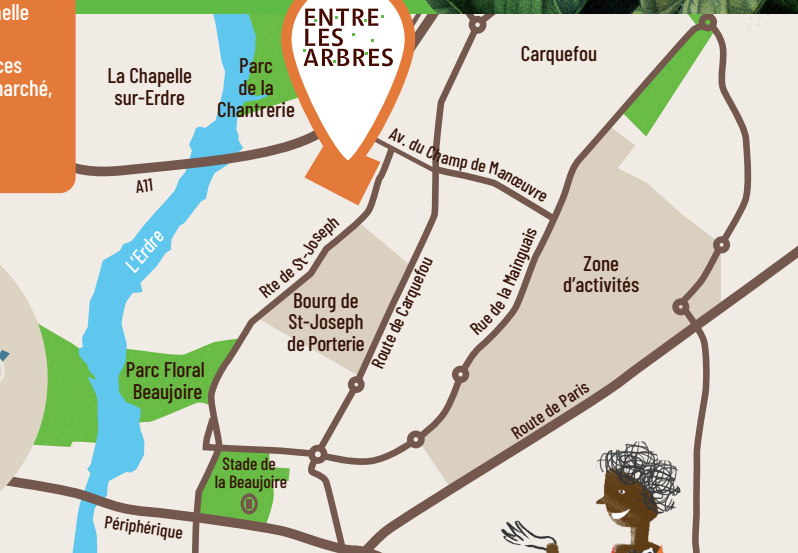 nelle
ces
marché,
ENTRE
LES
ARBRES
La Chapelle
sur-Erdre
Parc
de la
Chantrerie
Carquefou
Av. du Champ de Manœuvre
A11
L'Erdre
Rte de St-Joseph
Bourg de
St-Joseph
de Porterie
Route de Carquefou
Rue de la Mainguais
Zone
d'activités
Parc Floral
Beaujoire
Route de Paris
Stade de
la Beaujoire
Périphérique